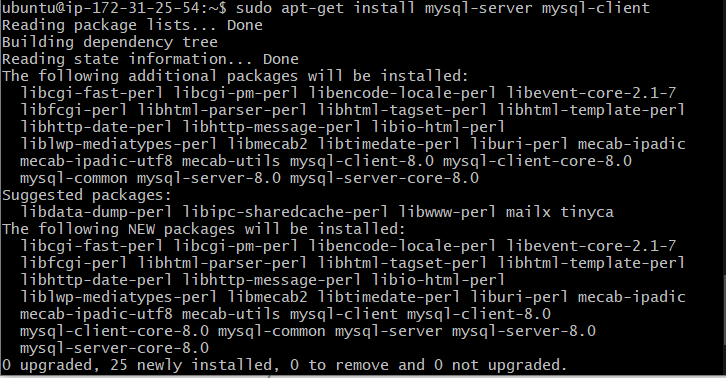 ubuntu@ip-172-31-25-54:~$ sudo apt-get install mysql-server mysql-client
Reading package lists... Done
Building dependency tree
Reading state information... Done
The following additional packages will be installed:
  libcgi-fast-perl libcgi-pm-perl libencode-locale-perl libevent-core-2.1-7
  libfcgi-perl libhtml-parser-perl libhtml-tagset-perl libhtml-template-perl
  libhttp-date-perl libhttp-message-perl libio-html-perl
  liblwp-mediatypes-perl libmecab2 libtimedate-perl liburi-perl mecab-ipadic
  mecab-ipadic-utf8 mecab-utils mysql-client-8.0 mysql-client-core-8.0
  mysql-common mysql-server-8.0 mysql-server-core-8.0
Suggested packages:
  libdata-dump-perl libipc-sharedcache-perl libwww-perl mailx tinyca
The following NEW packages will be installed:
  libcgi-fast-perl libcgi-pm-perl libencode-locale-perl libevent-core-2.1-7
  libfcgi-perl libhtml-parser-perl libhtml-tagset-perl libhtml-template-perl
  libhttp-date-perl libhttp-message-perl libio-html-perl
  liblwp-mediatypes-perl libmecab2 libtimedate-perl liburi-perl mecab-ipadic
  mecab-ipadic-utf8 mecab-utils mysql-client mysql-client-8.0
  mysql-client-core-8.0 mysql-common mysql-server mysql-server-8.0
  mysql-server-core-8.0
0 upgraded, 25 newly installed, 0 to remove and 0 not upgraded.